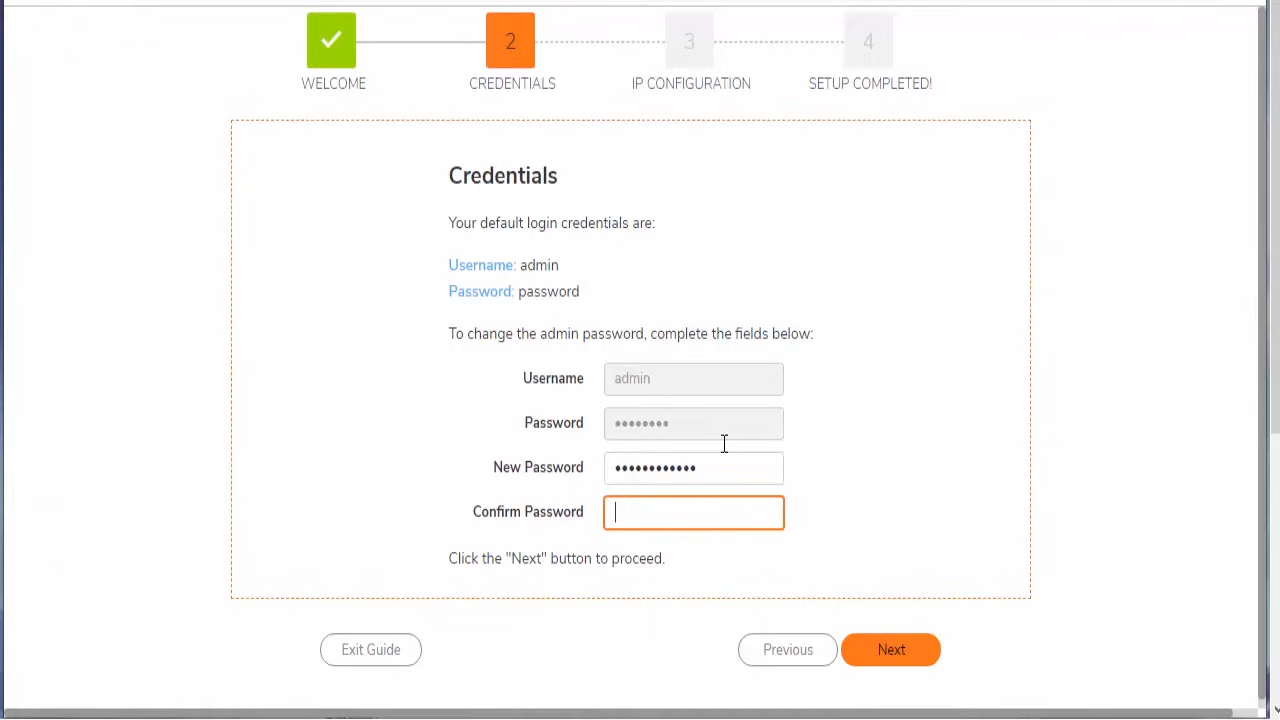 2
3
4
WELCOME
CREDENTIALS
IP CONFIGURATION
SETUP COMPLETED!
Credentials
Your default login credentials are:
Username: admin
Password: password
To change the admin password, complete the fields below:
Username admin
Password ••••••••
New Password ••••••••••••
Confirm Password
Click the "Next" button to proceed.
Exit Guide
Previous
Next